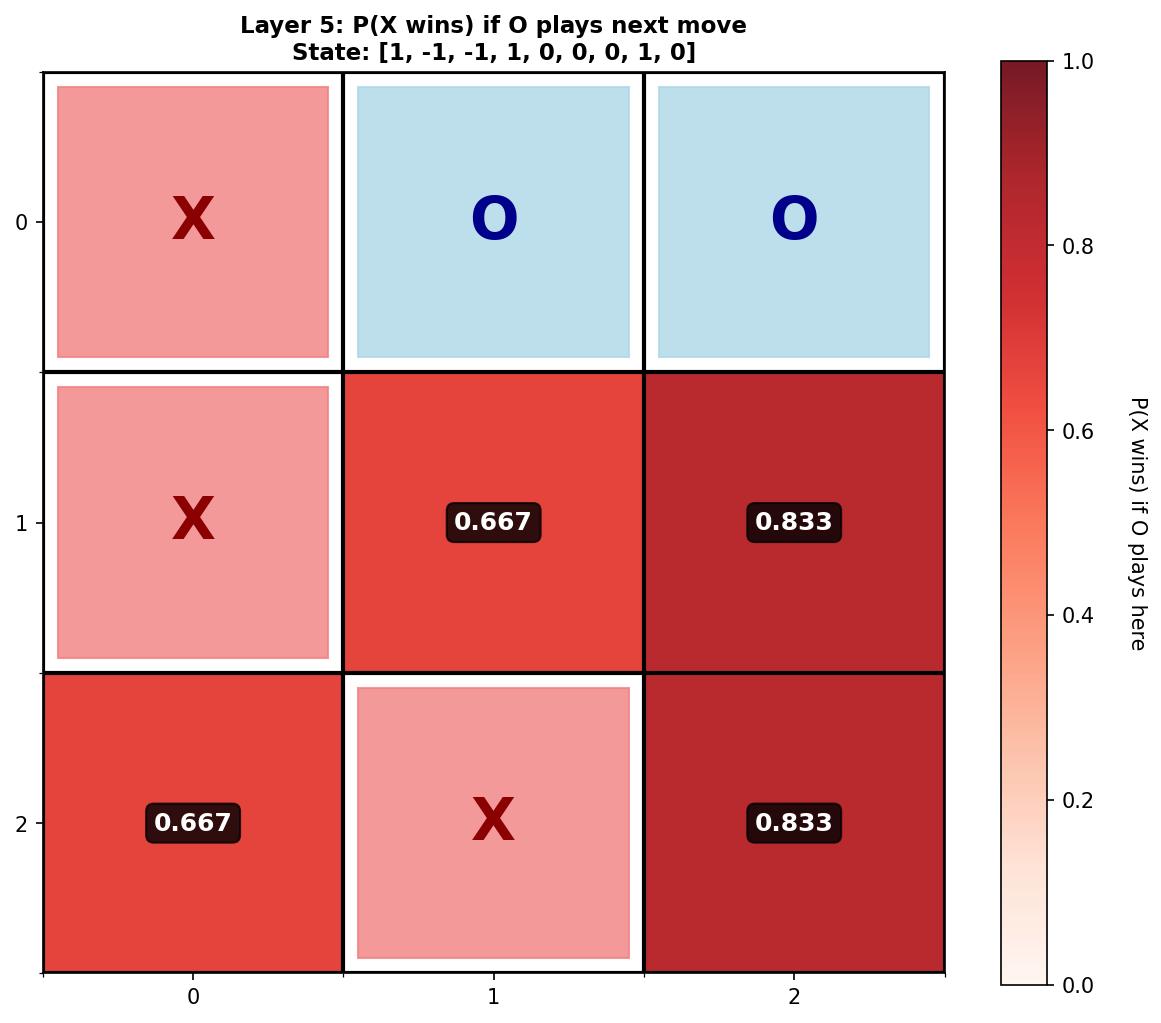 Layer 5: P(X wins) if O plays next move
State: [1, -1, -1, 1, 0, 0, 0, 1, 0]
0
X
O
O
1
X
0.667
0.833
2
0.667
X
0.833
0
1
2
1.0
0.8
0.6
0.4
0.2
0.0
P(X wins) if O plays here